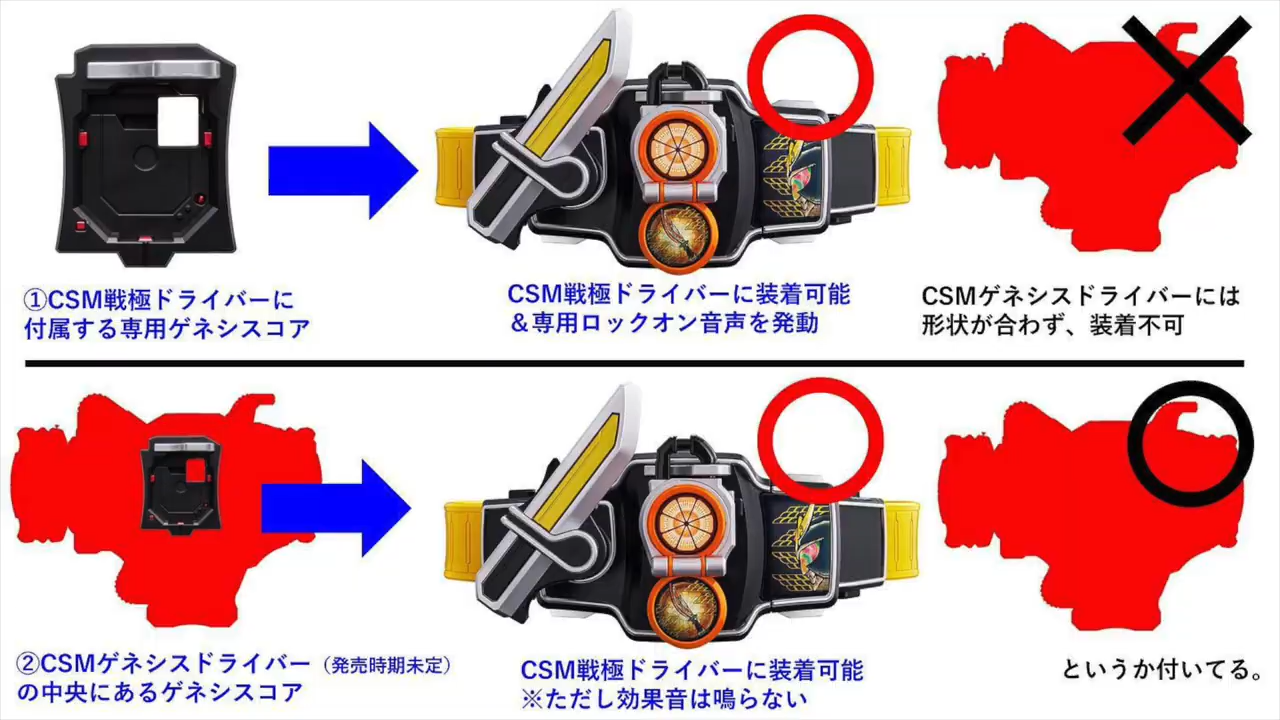 ①CSM戦極ドライバーに
付属する専用ゲネシスコア
CSM戦極ドライバーに装着可能
＆専用ロックオン音声を発動
CSMゲネシスドライバーには
形状が合わず、装着不可
②CSMゲネシスドライバー（発売時期未定）
の中央にあるゲネシスコア
CSM戦極ドライバーに装着可能
※ただし効果音は鳴らない
というか付いてる。